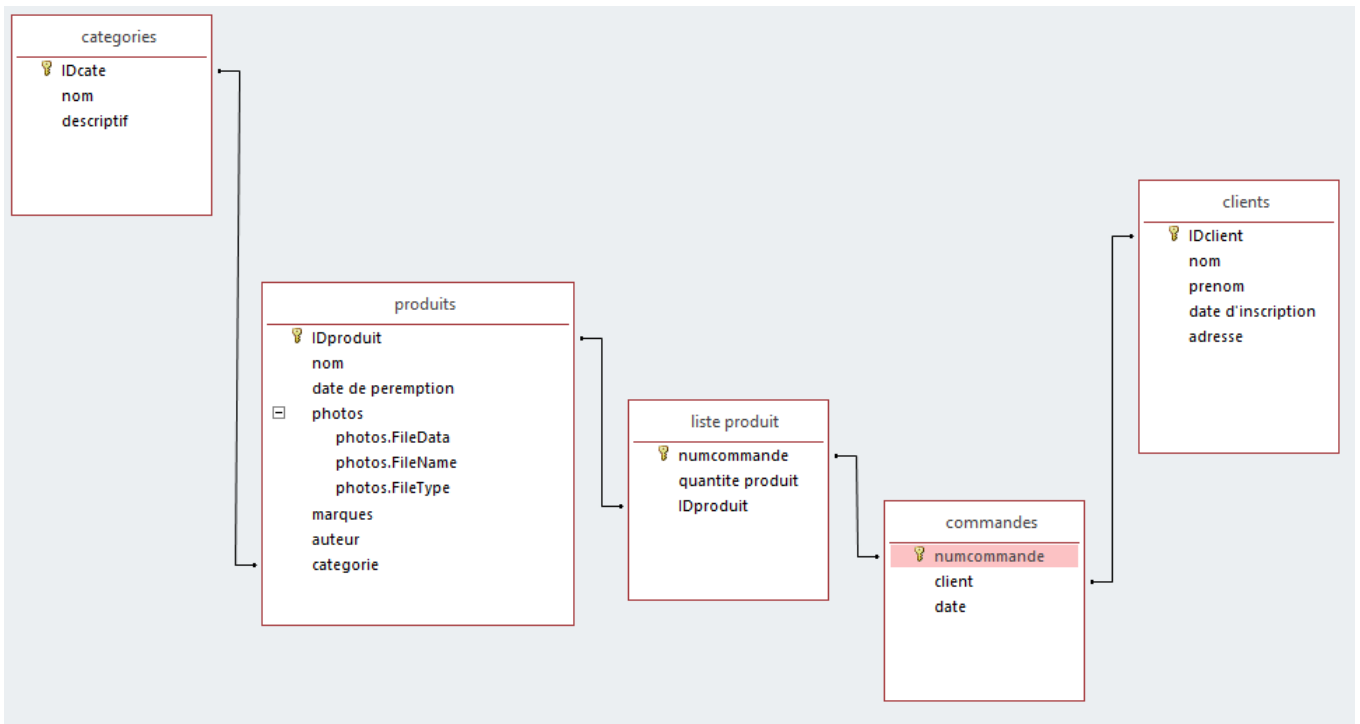 categories
IDcate
nom
descriptif
produits
IDproduit
nom
date de peremption
photos
photos.FileData
photos.FileName
photos.FileType
marques
auteur
categorie
liste produit
numcommande
quantite produit
IDproduit
commandes
numcommande
client
date
clients
IDclient
nom
prenom
date d'inscription
adresse